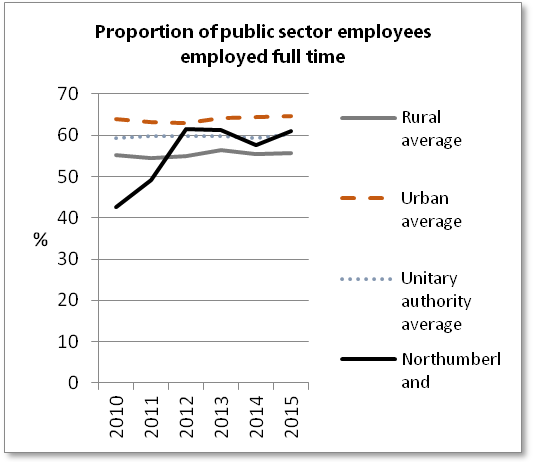 Proportion of public sector employees
employed full time
70
60
50
40
30
20
10
0
%
2010
2011
2012
2013
2014
2015
Rural
average
Urban
average
Unitary
authority
average
Northumberl
and